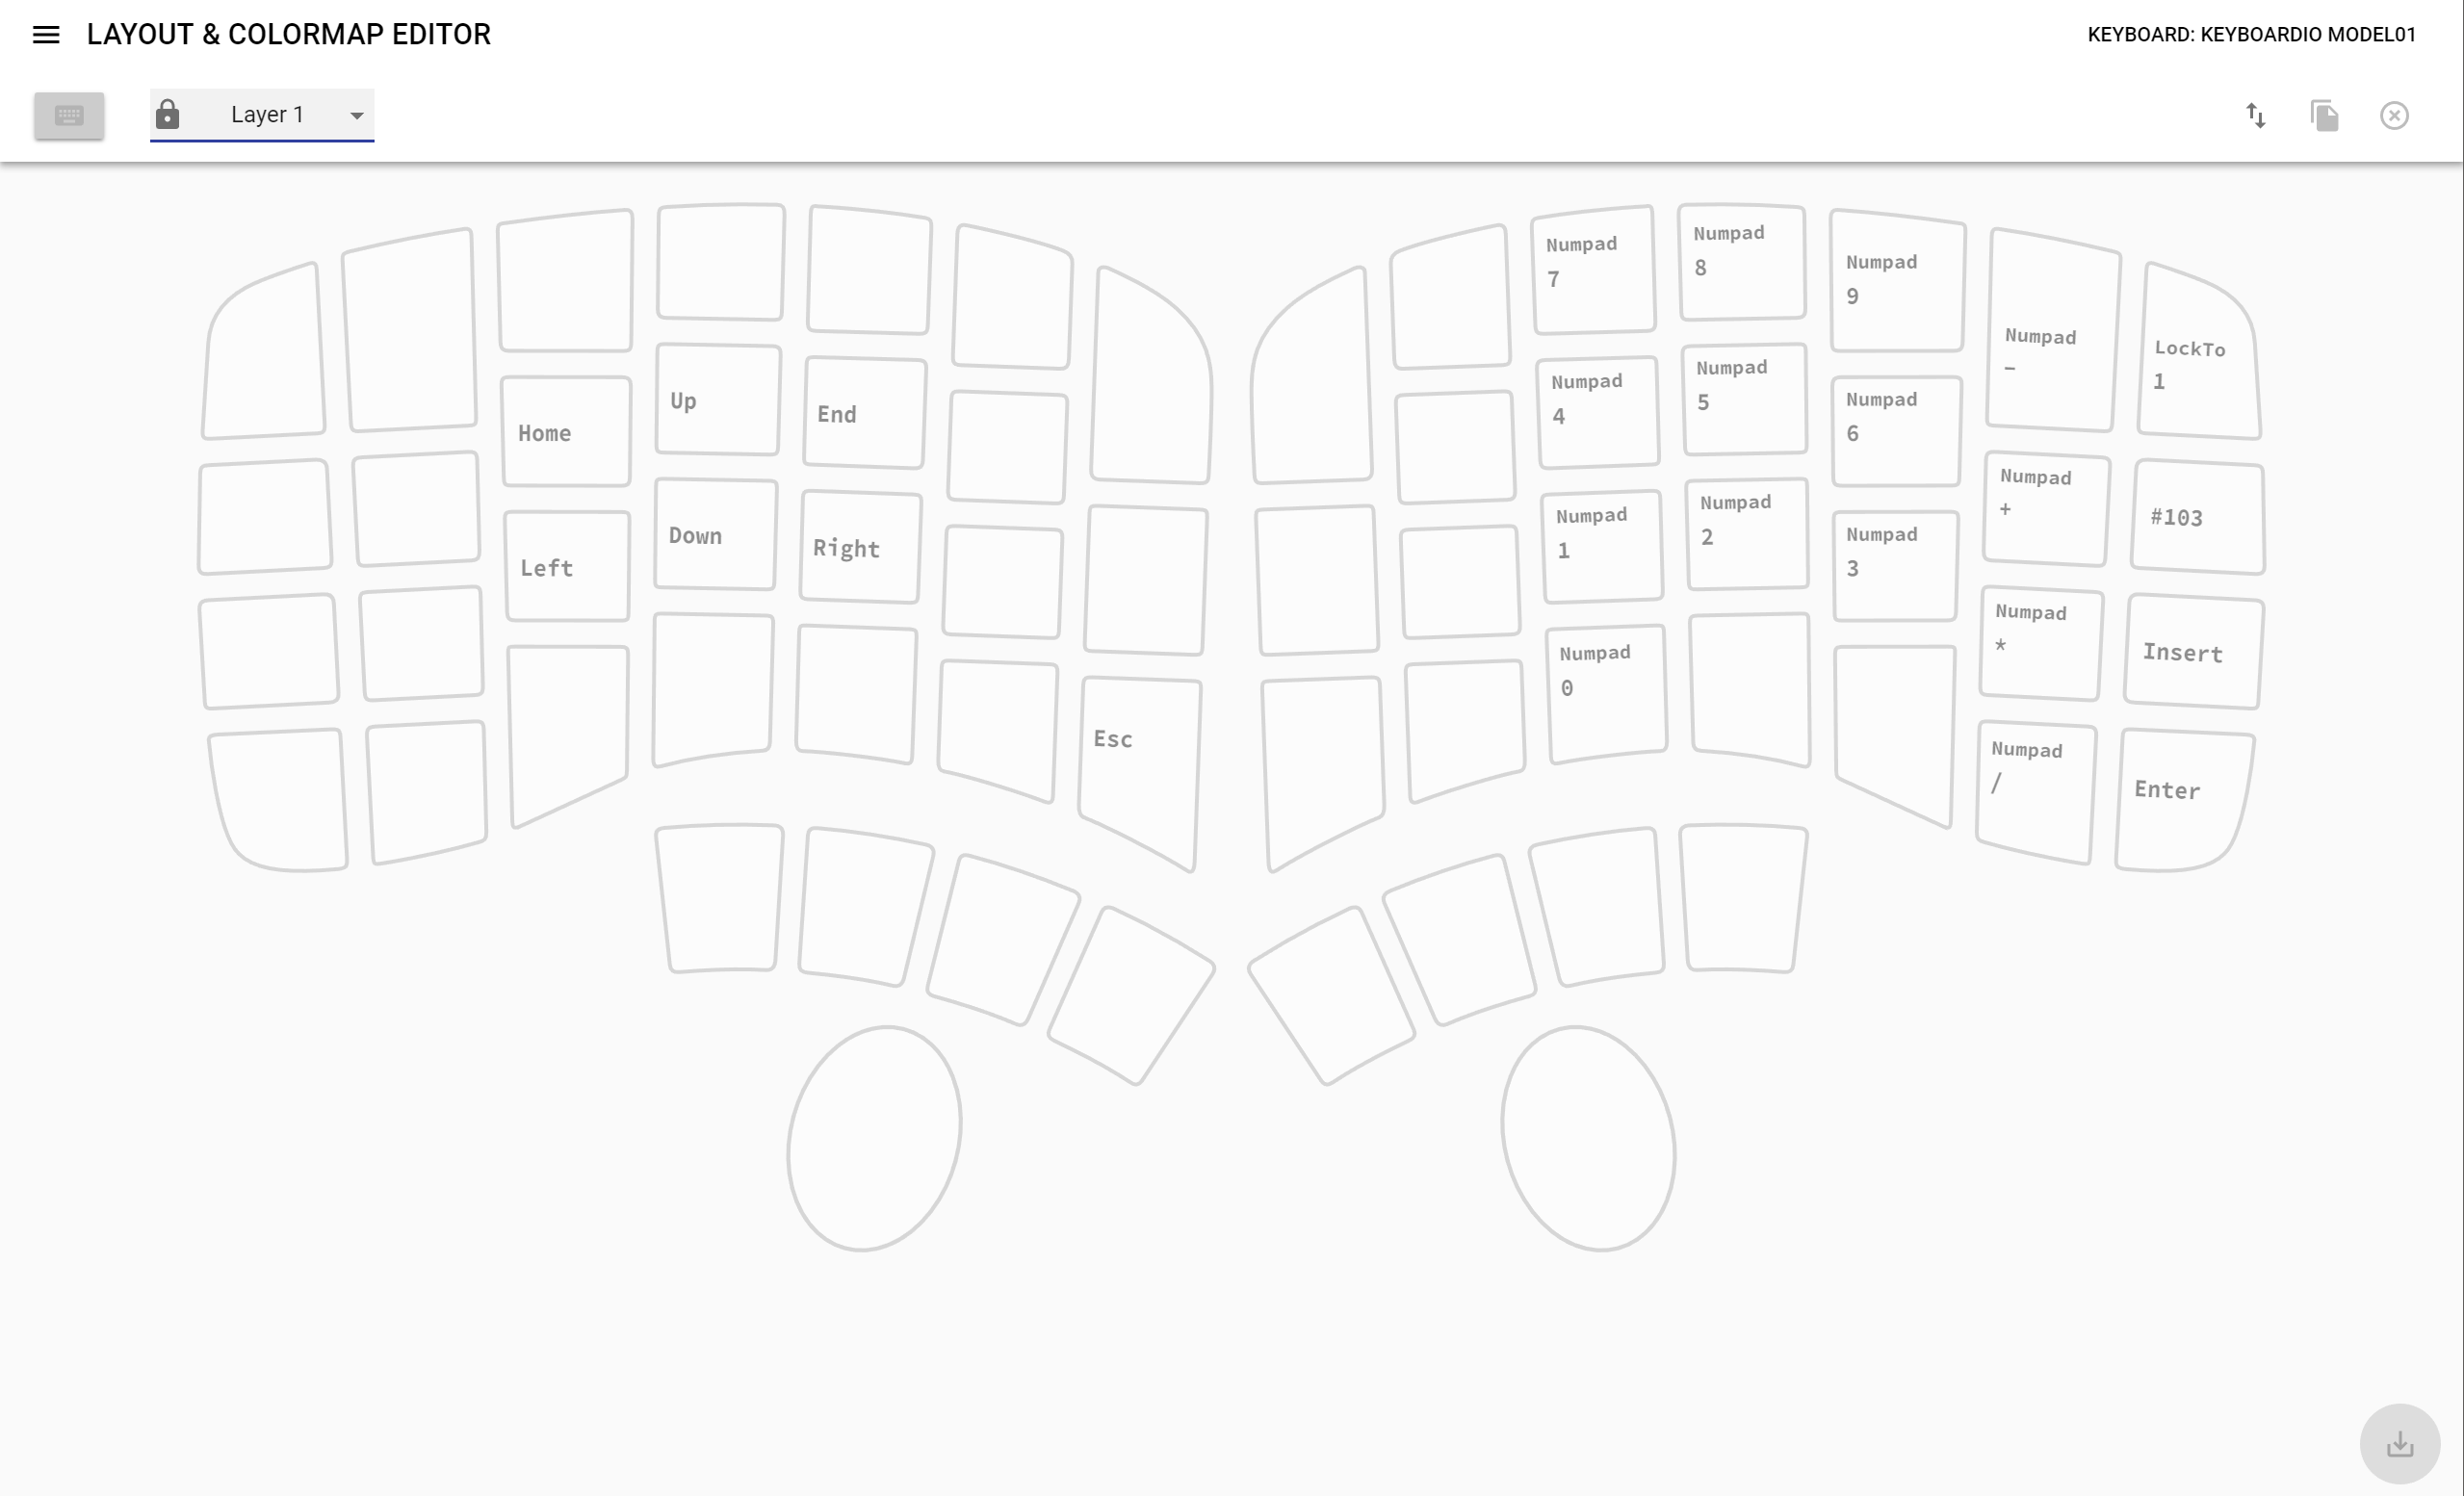 LAYOUT & COLORMAP EDITOR
KEYBOARD: KEYBOARDIO MODEL01
Layer 1
Home
Up
End
Left
Down
Right
Esc
Numpad
7
Numpad
8
Numpad
9
Numpad
-
LockTo
1
Numpad
4
Numpad
5
Numpad
6
Numpad
+
#103
Numpad
1
Numpad
2
Numpad
3
Numpad
*
Insert
Numpad
0
Numpad
/
Enter